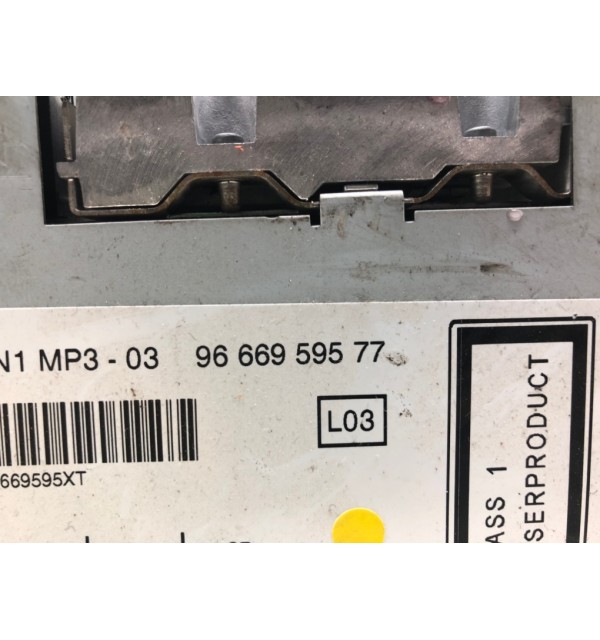 N1 MP3 - 03 96 669 595 77
L03
669595XT
ASS 1
SERPRODUCT